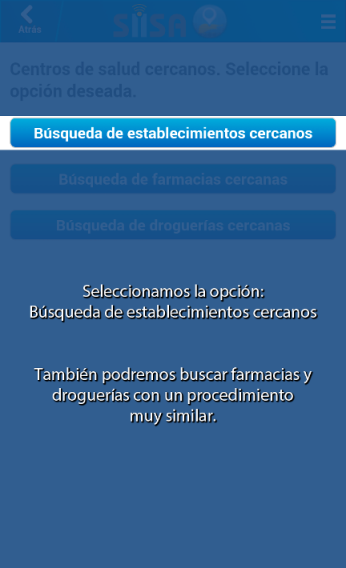 Atrás
SIISA
Centros de salud cercanos. Seleccione la
opción deseada.
Búsqueda de establecimientos cercanos
Búsqueda de farmacias cercanas
Búsqueda de droguerías cercanas
Seleccionamos la opción:
Búsqueda de establecimientos cercanos
También podremos buscar farmacias y
droguerías con un procedimiento
muy similar.